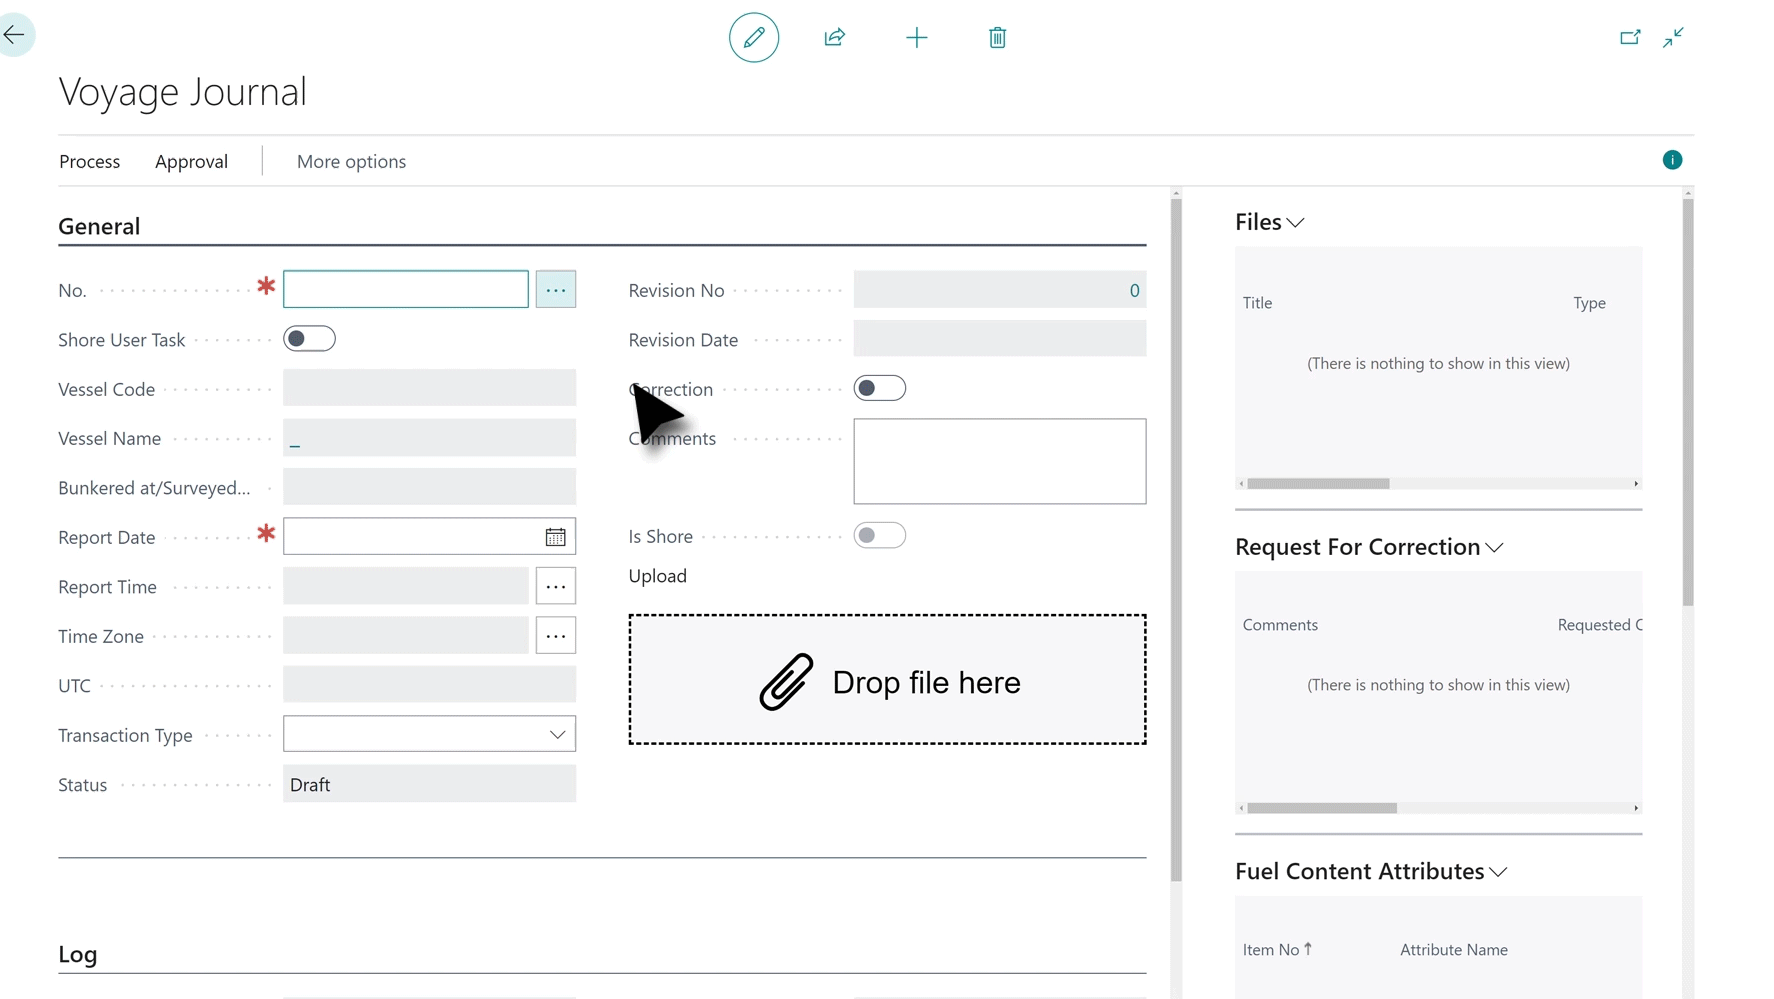 Voyage Journal
Process Approval More options
General
No.
Shore User Task
Vessel Code
Vessel Name _
Bunkered at/Surveyed...
Report Date
Report Time
Time Zone
UTC
Transaction Type
Status Draft
Revision No 0
Revision Date
Correction
Comments
Is Shore
Upload
Drop file here
Log
Files
Title Type
(There is nothing to show in this view)
Request For Correction
Comments Requested C
(There is nothing to show in this view)
Fuel Content Attributes
Item No ↑ Attribute Name